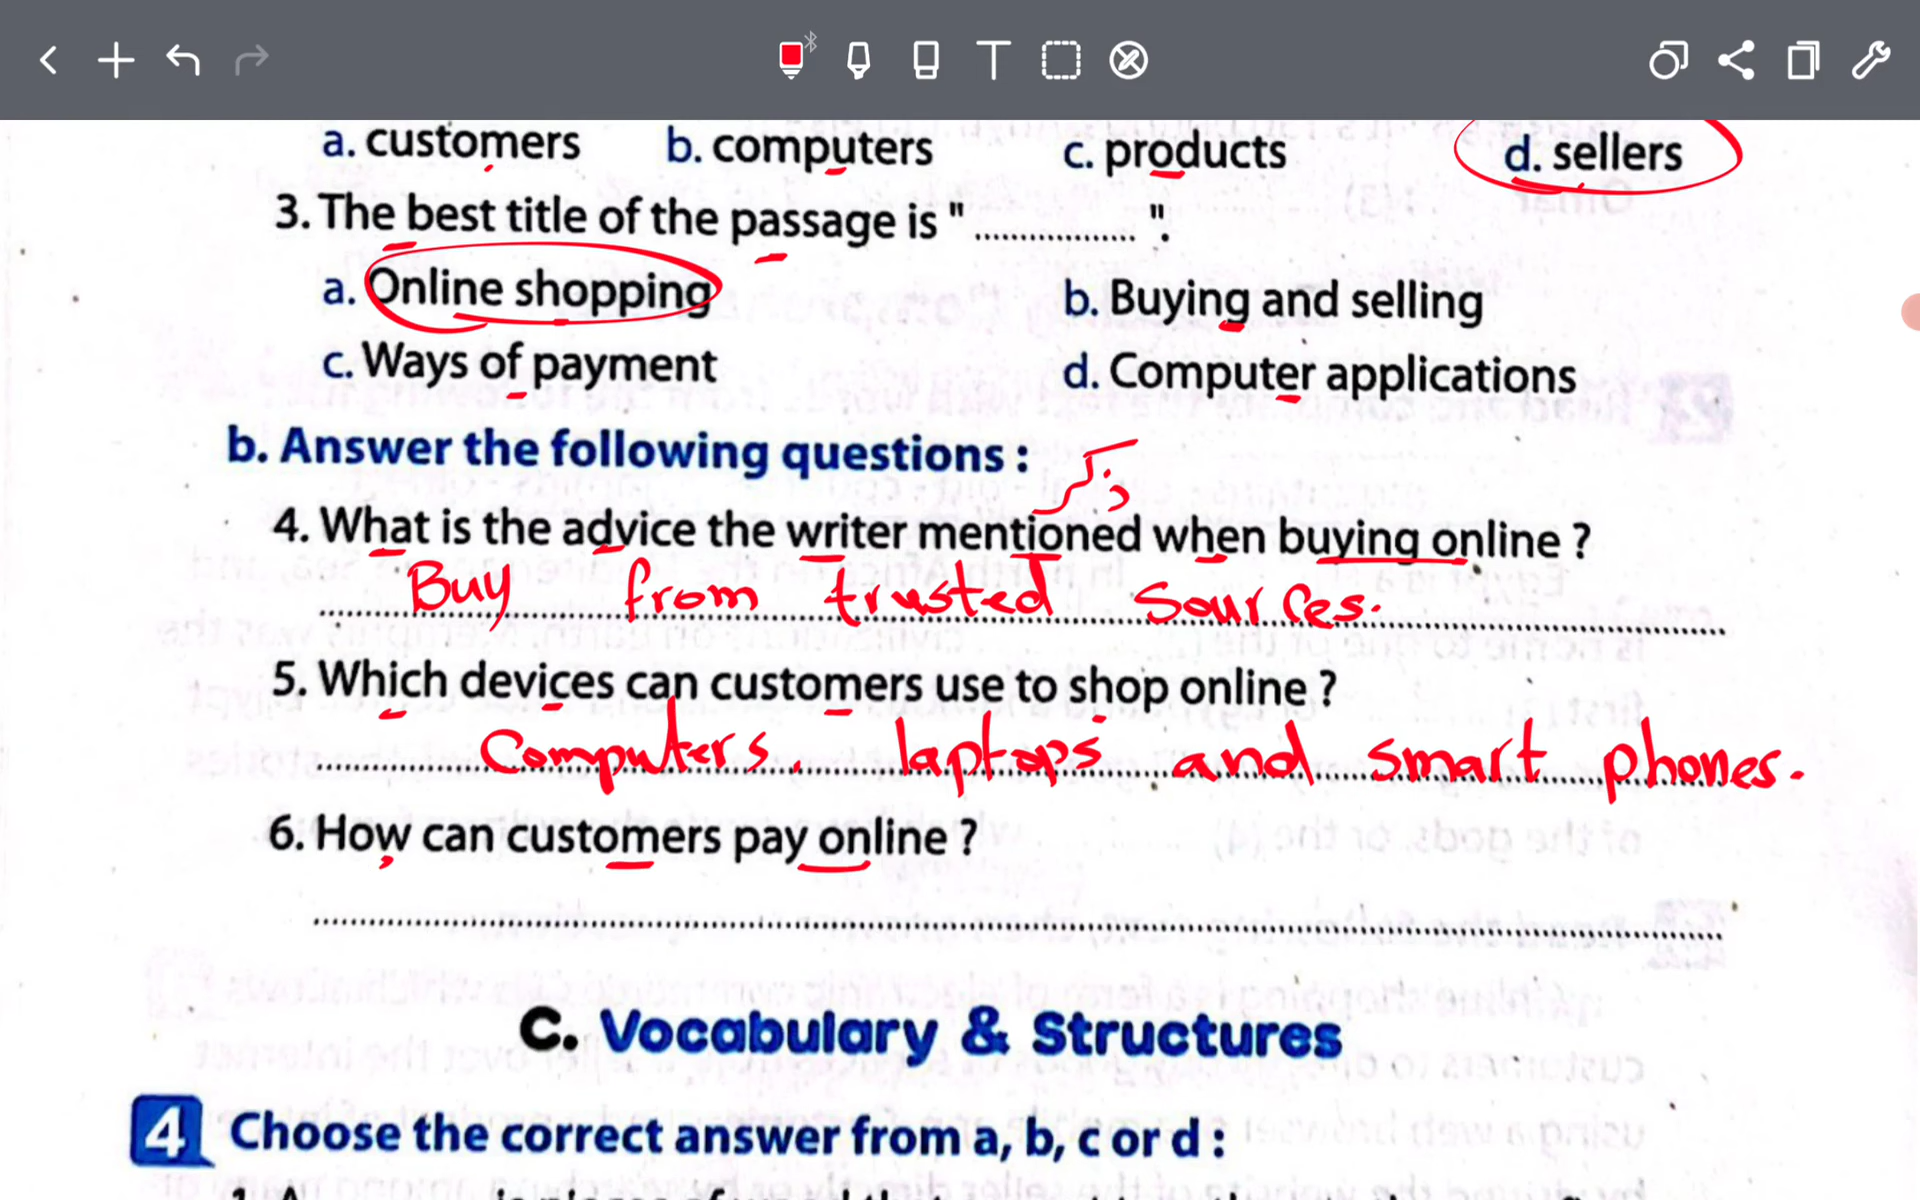 a. customers b. computers c. products d. sellers
3. The best title of the passage is " ................ ".
a. Online shopping b. Buying and selling
c. Ways of payment d. Computer applications
b. Answer the following questions :
4. What is the advice the writer mentioned when buying online ?
Buy from trusted sources.
5. Which devices can customers use to shop online ?
Computers, laptops and smart phones.
6. How can customers pay online ?
C. Vocabulary & Structures
4 Choose the correct answer from a, b, c or d :